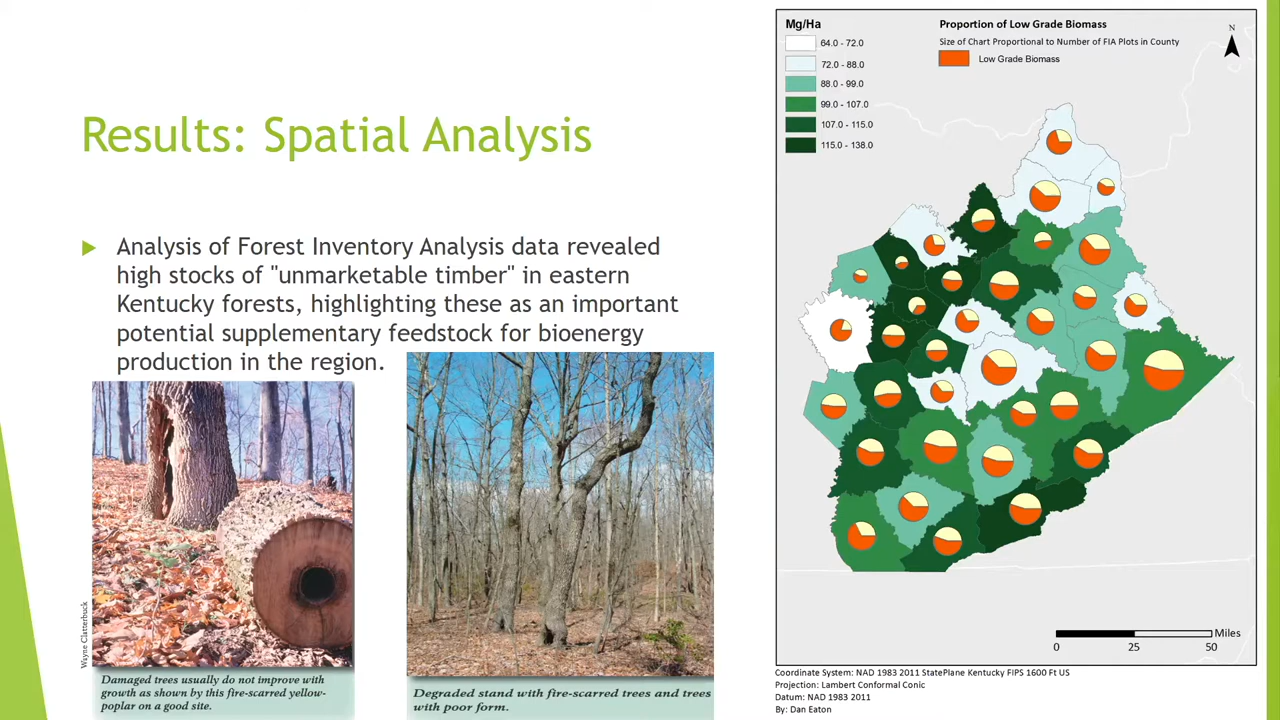 Results: Spatial Analysis
Analysis of Forest Inventory Analysis data revealed
high stocks of "unmarketable timber" in eastern
Kentucky forests, highlighting these as an important
potential supplementary feedstock for bioenergy
production in the region.
Wayne Clatterbuck
Damaged trees usually do not improve with
growth as shown by this fire-scarred yellow-
poplar on a good site.
Degraded stand with fire-scarred trees and trees
with poor form.
Mg/Ha
64.0 - 72.0
72.0 - 88.0
88.0 - 99.0
99.0 - 107.0
107.0 - 115.0
115.0 - 138.0
Proportion of Low Grade Biomass
Size of Chart Proportional to Number of FIA Plots in County
Low Grade Biomass
N
Miles
0 25 50
Coordinate System: NAD 1983 2011 StatePlane Kentucky FIPS 1600 Ft US
Projection: Lambert Conformal Conic
Datum: NAD 1983 2011
By: Dan Eaton